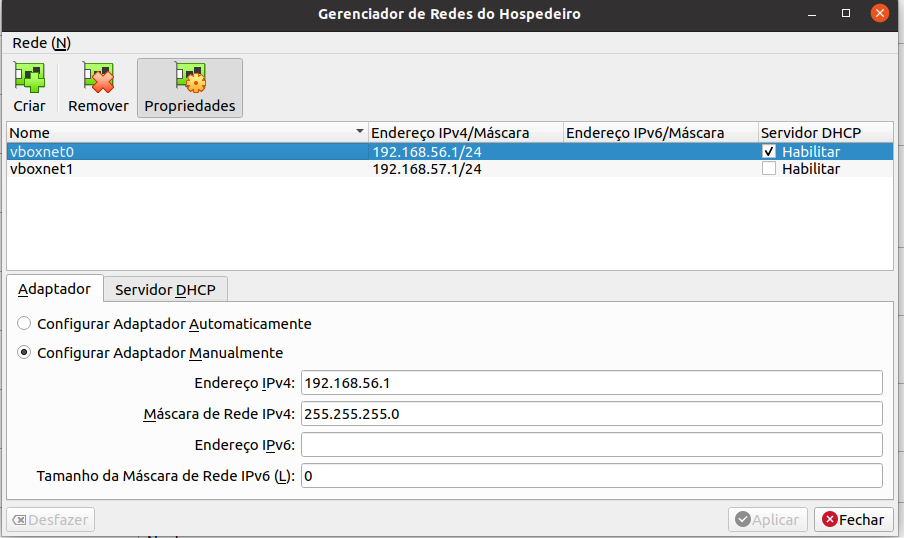 Gerenciador de Redes do Hospedeiro
Rede (N)
Criar Remover Propriedades
Nome Endereço IPv4/Máscara Endereço IPv6/Máscara Servidor DHCP
vboxnet0 192.168.56.1/24 Habilitar
vboxnet1 192.168.57.1/24 Habilitar
Adaptador Servidor DHCP
Configurar Adaptador Automaticamente
Configurar Adaptador Manualmente
Endereço IPv4: 192.168.56.1
Máscara de Rede IPv4: 255.255.255.0
Endereço IPv6:
Tamanho da Máscara de Rede IPv6 (L): 0
Desfazer Aplicar Fechar